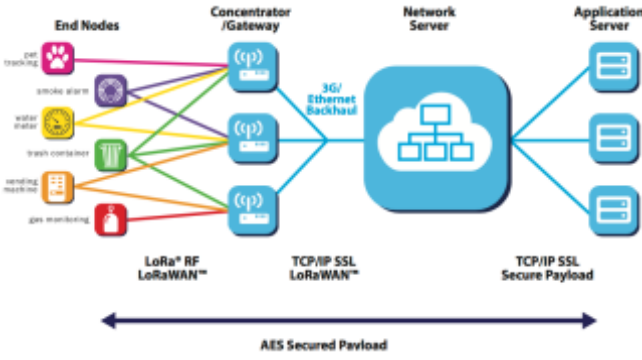 End Nodes
Concentrator
/Gateway
Network
Server
Application
Server
pet
tracking
smoke alarm
water
meter
trash container
vending
machine
gas monitoring
3G/
Ethernet
Backhaul
LoRa® RF
LoRaWAN™
TCP/IP SSL
LoRaWAN™
TCP/IP SSL
Secure Payload
AES Secured Payload